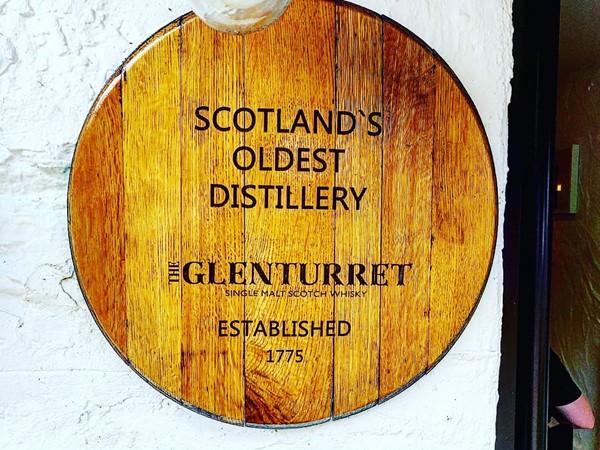 SCOTLAND`S
OLDEST
DISTILLERY
THE GLENTURRET
SINGLE MALT SCOTCH WHISKY
ESTABLISHED
1775